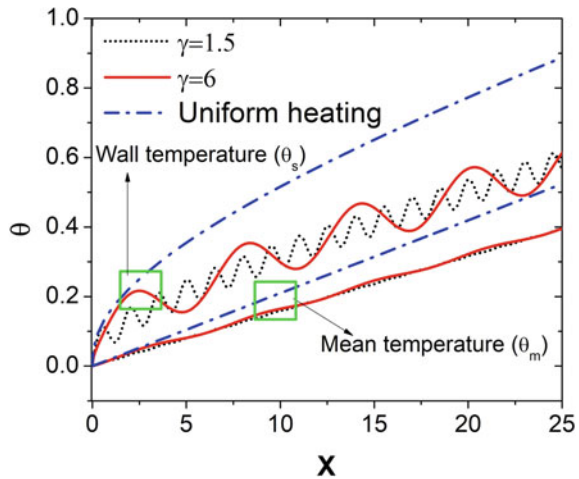 1.0
0.8
0.6
0.4
0.2
0.0
θ
γ=1.5
γ=6
Uniform heating
Wall temperature (θs)
Mean temperature (θm)
0 5 10 15 20 25
X